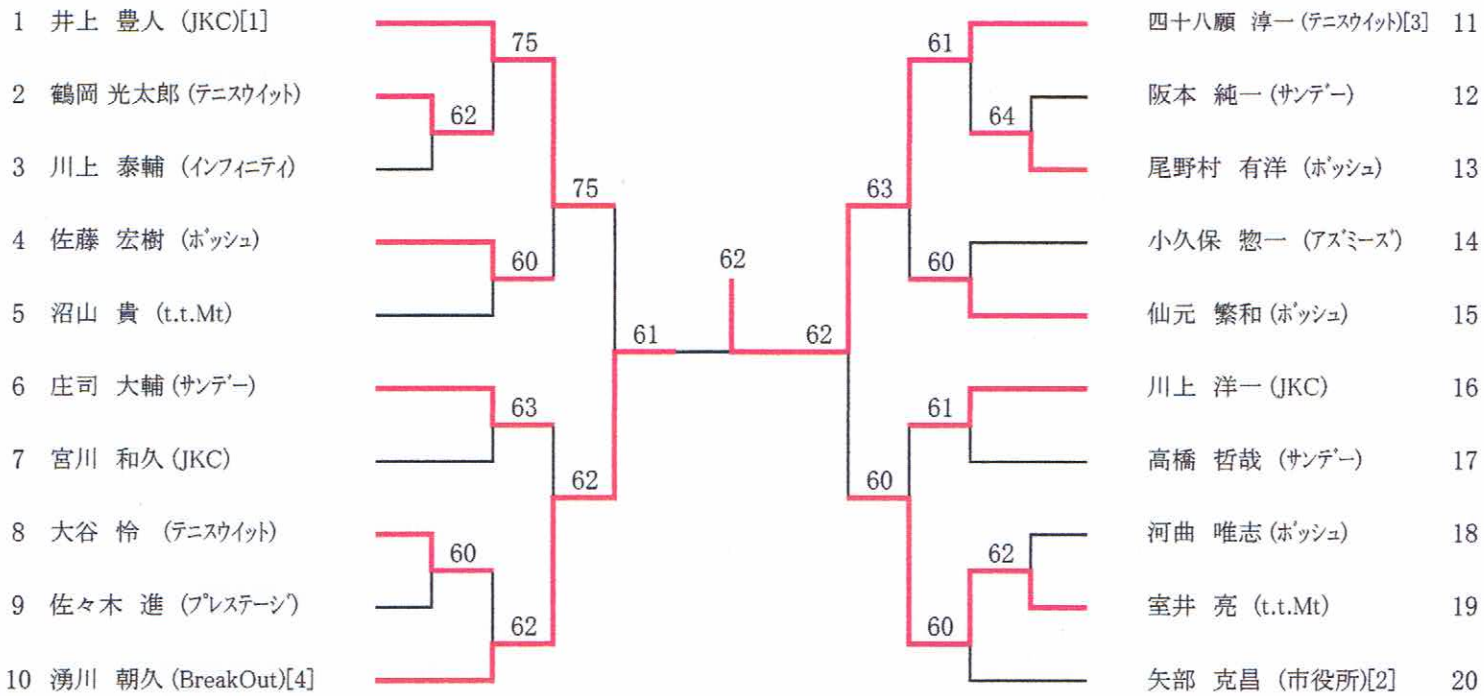 1 井上 豊人 (JKC)[1]
2 鶴岡 光太郎 (テニスウイット)
3 川上 泰輔 (インフィニティ)
4 佐藤 宏樹 (ボッシュ)
5 沼山 貴 (t.t.Mt)
6 庄司 大輔 (サンデー)
7 宮川 和久 (JKC)
8 大谷 怜 (テニスウイット)
9 佐々木 進 (プレステージ)
10 湧川 朝久 (BreakOut)[4]
75
62
75
60
61
63
62
60
62
62
61
64
63
60
62
61
60
62
60
四十八願 淳一 (テニスウイット)[3] 11
阪本 純一 (サンデー) 12
尾野村 有洋 (ボッシュ) 13
小久保 惣一 (アズミーズ) 14
仙元 繁和 (ボッシュ) 15
川上 洋一 (JKC) 16
高橋 哲哉 (サンデー) 17
河曲 唯志 (ボッシュ) 18
室井 亮 (t.t.Mt) 19
矢部 克昌 (市役所)[2] 20